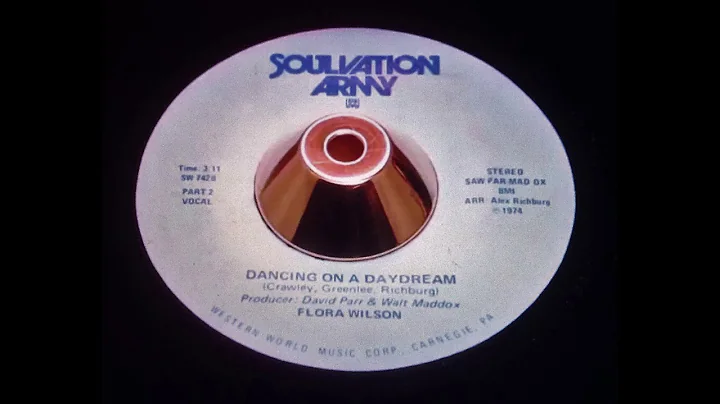 SOULVATION
ARMY
Time: 3:11
SW 742
PART 2
VOCAL
STEREO
SAW PAR MAD OX
BMI
ARR: Alex Richburg
© 1974
DANCING ON A DAYDREAM
(Crawley, Greenlee, Richburg)
Producer: David Parr & Walt Maddox
FLORA WILSON
WESTERN WORLD MUSIC CORP., CARNEGIE, PA